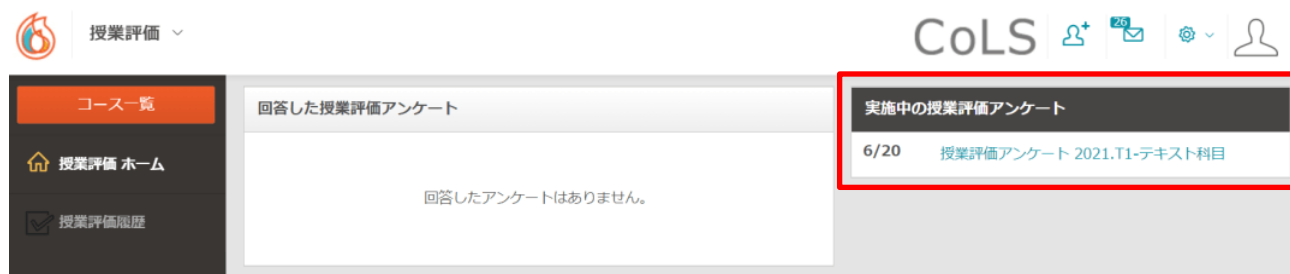 授業評価
CoLS
26
コース一覧
授業評価 ホーム
授業評価履歴
回答した授業評価アンケート
回答したアンケートはありません。
実施中の授業評価アンケート
6/20 授業評価アンケート 2021.T1-テキスト科目